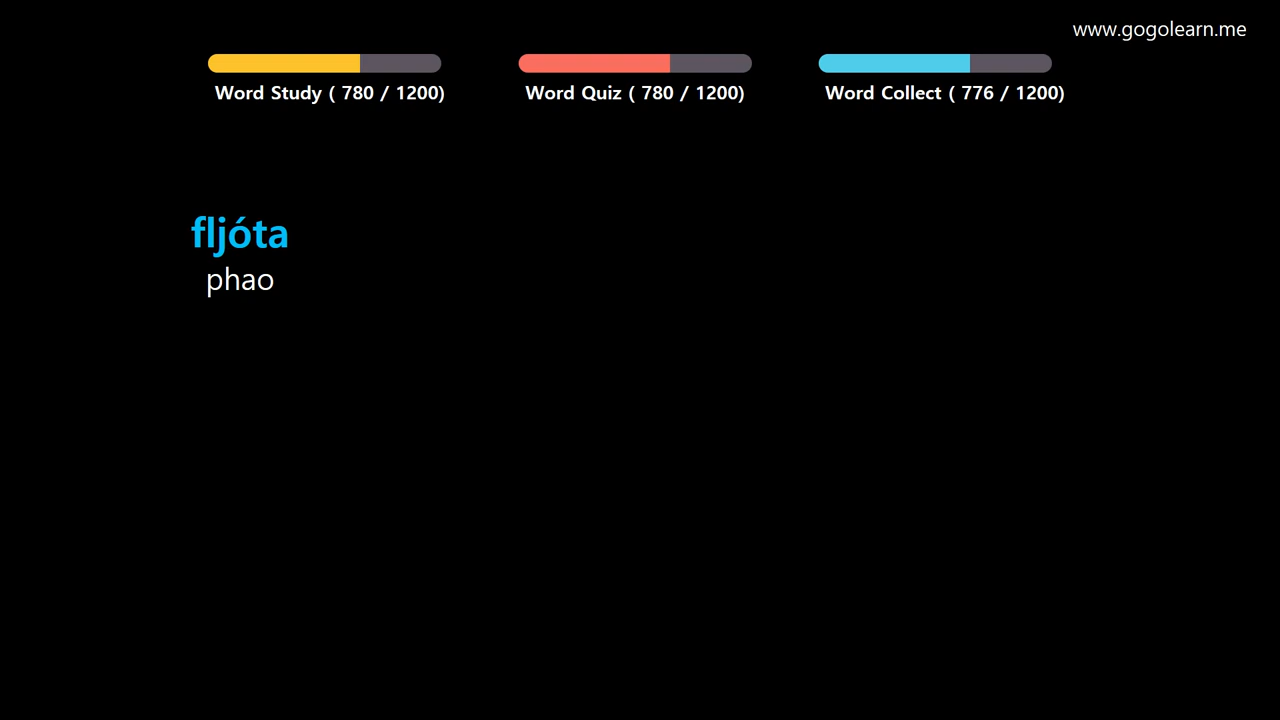 www.gogolearn.me
Word Study ( 780 / 1200)
Word Quiz ( 780 / 1200)
Word Collect ( 776 / 1200)
fljóta
phao